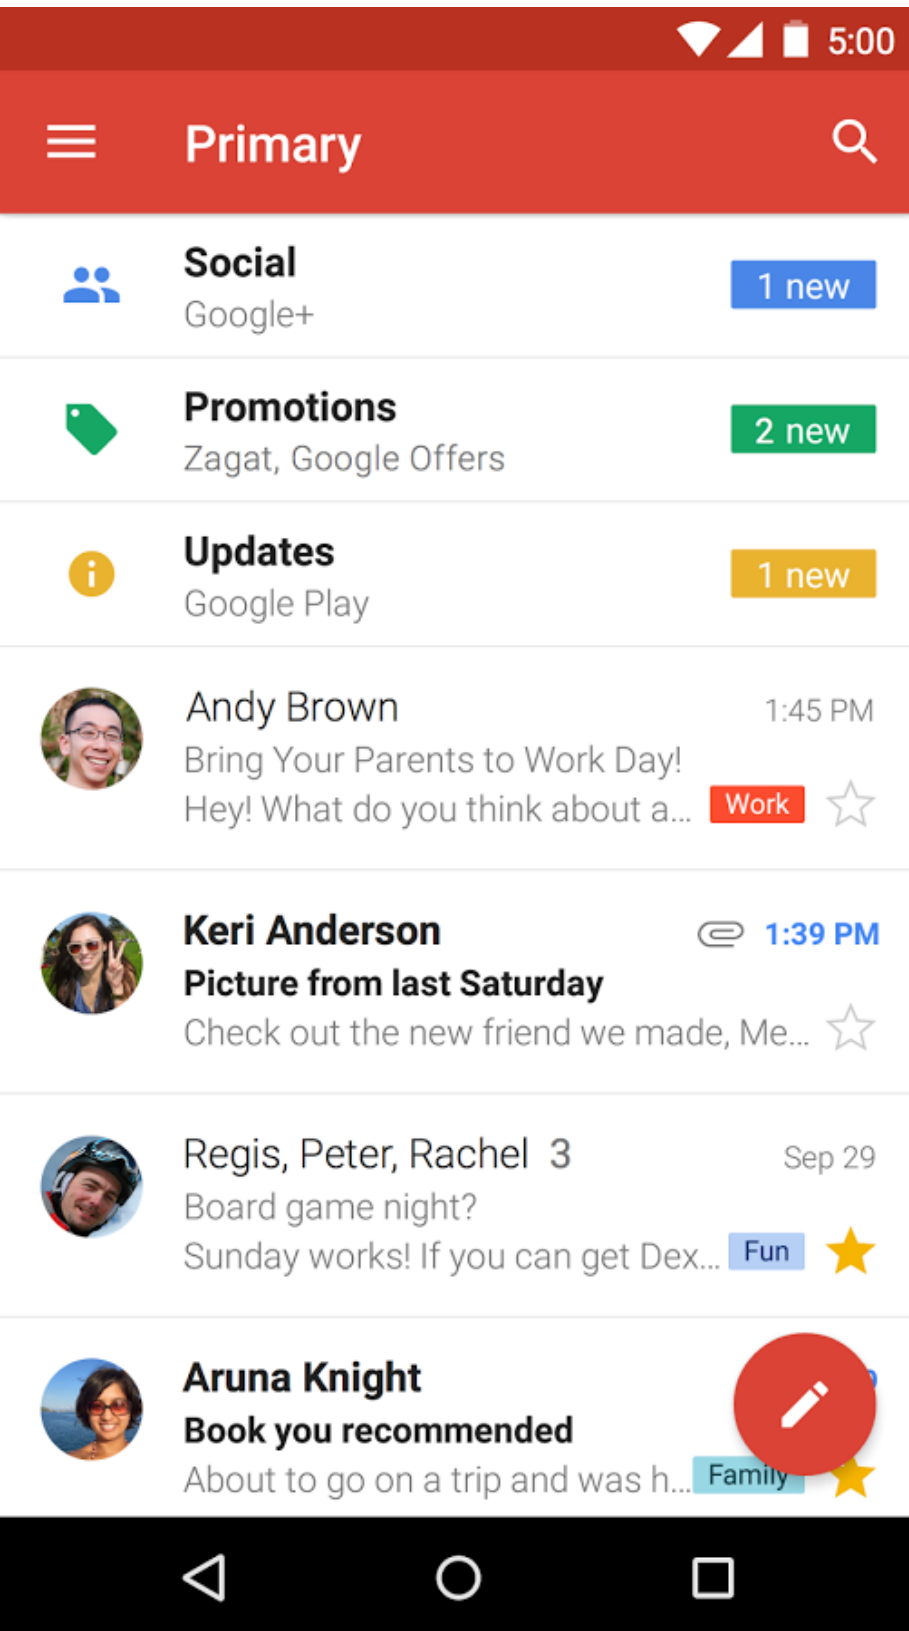 5:00
Primary
Social
1 new
Google+
Promotions
2 new
Zagat, Google Offers
Updates
1 new
Google Play
Andy Brown 1:45 PM
Bring Your Parents to Work Day!
Hey! What do you think about a... Work
Keri Anderson 1:39 PM
Picture from last Saturday
Check out the new friend we made, Me...
Regis, Peter, Rachel 3 Sep 29
Board game night?
Sunday works! If you can get Dex... Fun
Aruna Knight
Book you recommended
About to go on a trip and was h... Family